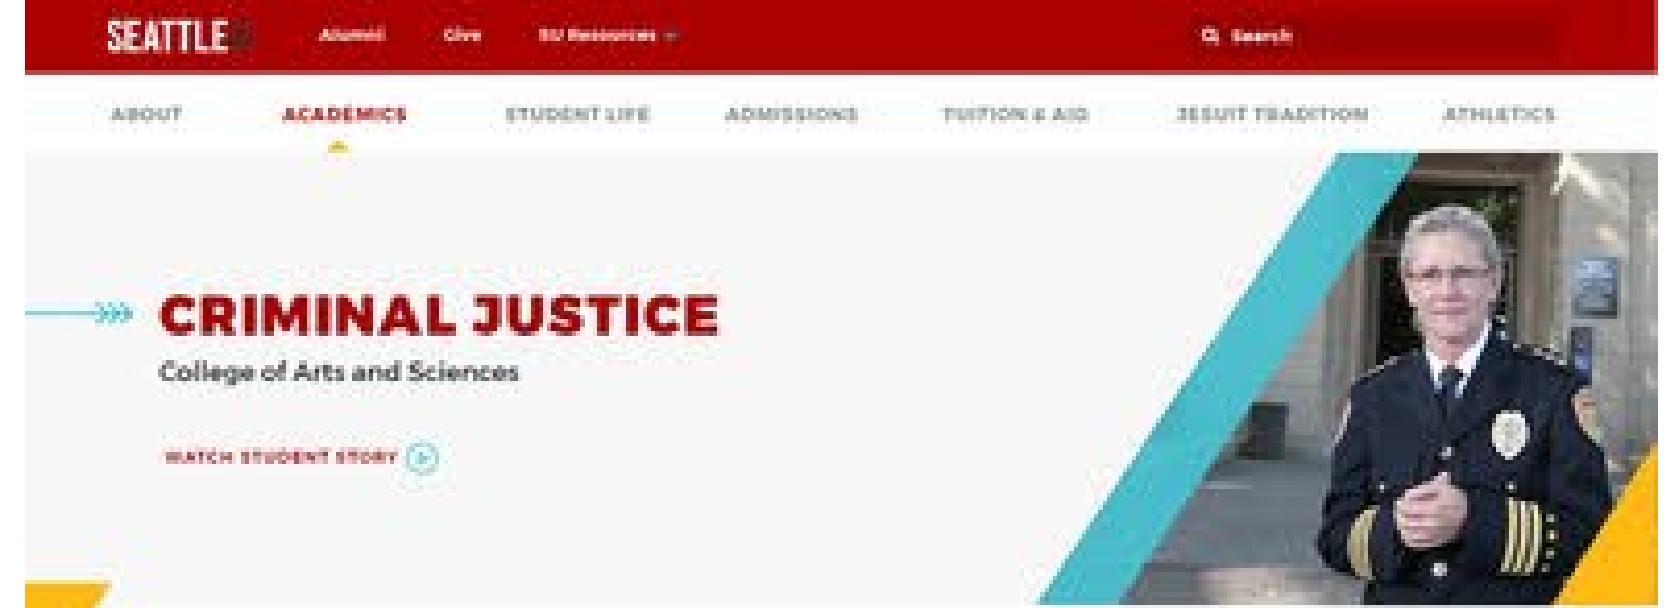 SEATTLEU Alumni Give SU Resources Search
ABOUT ACADEMICS STUDENT LIFE ADMISSIONS TUITION & AID JESUIT TRADITION ATHLETICS
CRIMINAL JUSTICE
College of Arts and Sciences
WATCH STUDENT STORY